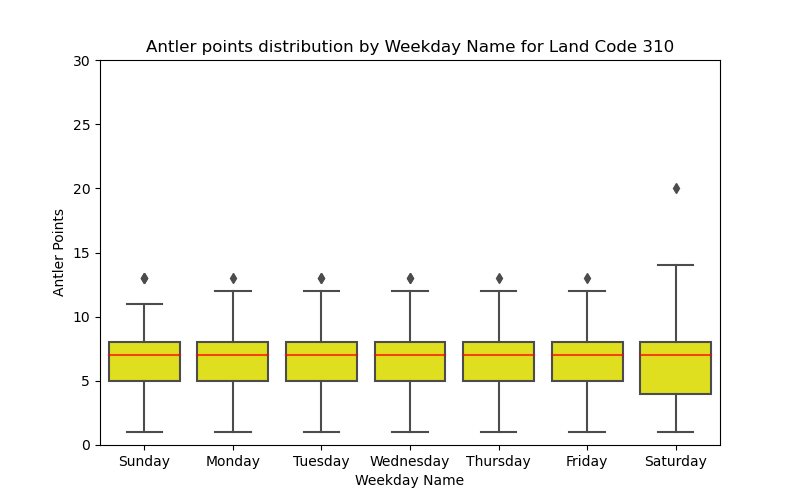 Antler points distribution by Weekday Name for Land Code 310
30
25
20
15
10
5
0
Antler Points
Sunday Monday Tuesday Wednesday Thursday Friday Saturday
Weekday Name